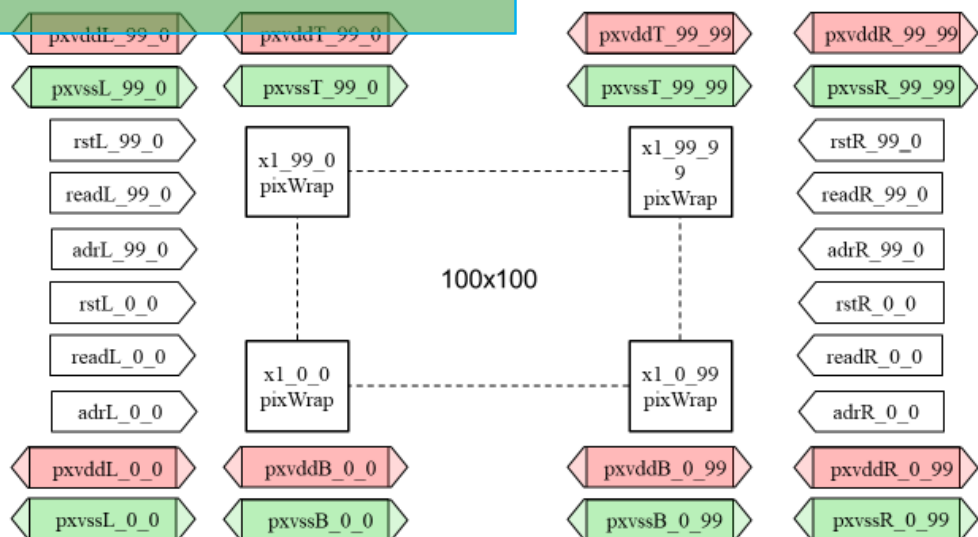 pxvddL_99_0 pxvddT_99_0 pxvddT_99_99 pxvddR_99_99
pxvssL_99_0 pxvssT_99_0 pxvssT_99_99 pxvssR_99_99
rstL_99_0 rstR_99_0
x1_99_0 x1_99_9
9
pixWrap pixWrap
readL_99_0 readR_99_0
adrL_99_0 adrR_99_0
100x100
rstL_0_0 rstR_0_0
readL_0_0 readR_0_0
x1_0_0 x1_0_99
pixWrap pixWrap
adrL_0_0 adrR_0_0
pxvddL_0_0 pxvddB_0_0 pxvddB_0_99 pxvddR_0_99
pxvssL_0_0 pxvssB_0_0 pxvssB_0_99 pxvssR_0_99